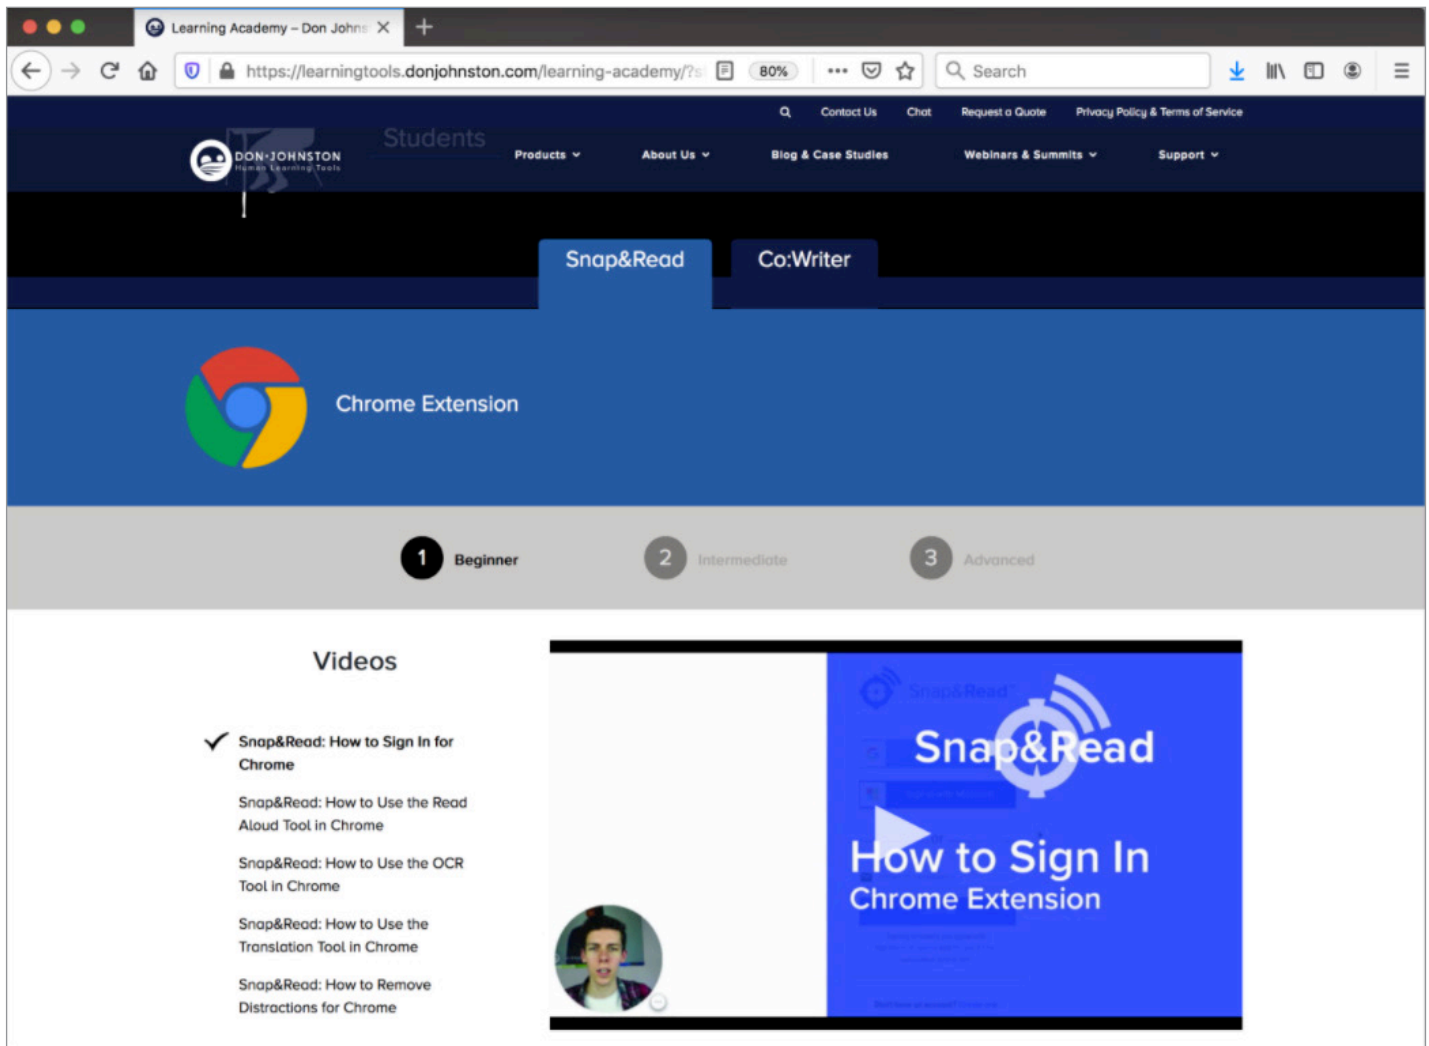 Learning Academy – Don Johns
https://learningtools.donjohnston.com/learning-academy/?s
80%
Search
Contact Us Chat Request a Quote Privacy Policy & Terms of Service
Students
DON·JOHNSTON
Human Learning Tools
Products About Us Blog & Case Studies Webinars & Summits Support
Snap&Read Co:Writer
Chrome Extension
1 Beginner 2 Intermediate 3 Advanced
Videos
Snap&Read: How to Sign In for
Chrome
Snap&Read: How to Use the Read
Aloud Tool in Chrome
Snap&Read: How to Use the OCR
Tool in Chrome
Snap&Read: How to Use the
Translation Tool in Chrome
Snap&Read: How to Remove
Distractions for Chrome
Snap&Read™
Snap&Read
How to Sign In
Chrome Extension